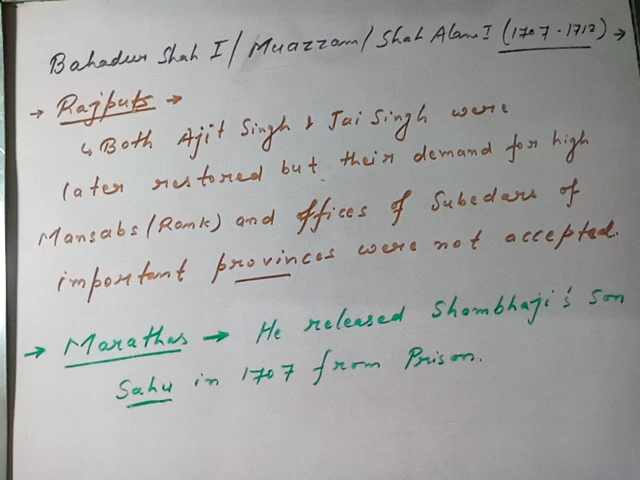 Bahadur Shah I / Muazzam / Shah Alam I (1707-1712) →
→ Rajputs →
↳ Both Ajit Singh & Jai Singh were
later restored but their demand for high
Mansabs (Rank) and offices of Subedars of
important provinces were not accepted.
→ Marathas → He released Shambhaji's son
Sahu in 1707 from Prison.